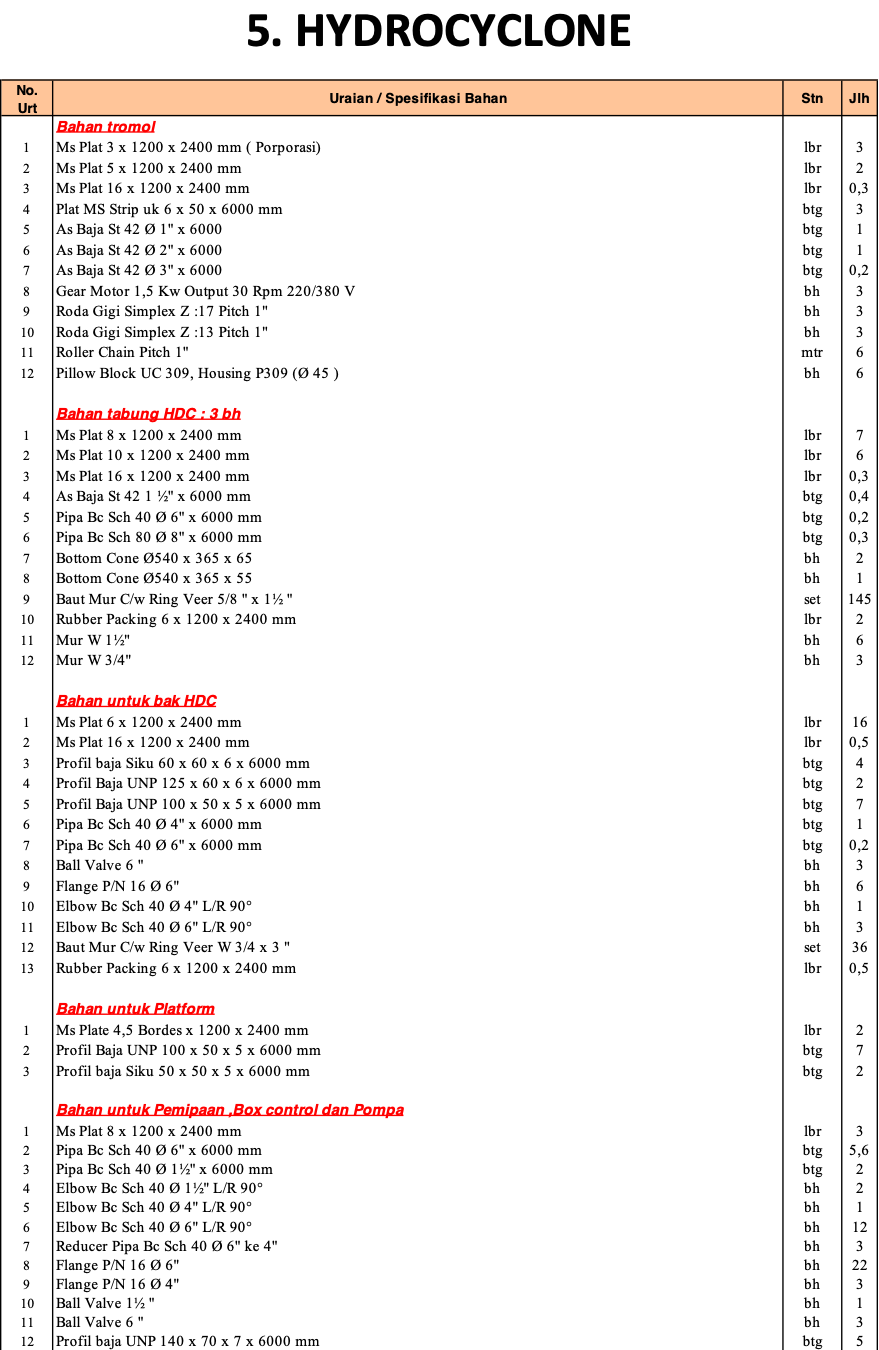 5. HYDROCYCLONE
No. Urt Uraian / Spesifikasi Bahan Stn Jlh
Bahan tromol
1 Ms Plat 3 x 1200 x 2400 mm ( Porporasi) lbr 3
2 Ms Plat 5 x 1200 x 2400 mm lbr 2
3 Ms Plat 16 x 1200 x 2400 mm lbr 0,3
4 Plat MS Strip uk 6 x 50 x 6000 mm btg 3
5 As Baja St 42 Ø 1" x 6000 btg 1
6 As Baja St 42 Ø 2" x 6000 btg 1
7 As Baja St 42 Ø 3" x 6000 btg 0,2
8 Gear Motor 1,5 Kw Output 30 Rpm 220/380 V bh 3
9 Roda Gigi Simplex Z :17 Pitch 1" bh 3
10 Roda Gigi Simplex Z :13 Pitch 1" bh 3
11 Roller Chain Pitch 1" mtr 6
12 Pillow Block UC 309, Housing P309 (Ø 45 ) bh 6
Bahan tabung HDC : 3 bh
1 Ms Plat 8 x 1200 x 2400 mm lbr 7
2 Ms Plat 10 x 1200 x 2400 mm lbr 6
3 Ms Plat 16 x 1200 x 2400 mm lbr 0,3
4 As Baja St 42 1 ½" x 6000 mm btg 0,4
5 Pipa Bc Sch 40 Ø 6" x 6000 mm btg 0,2
6 Pipa Bc Sch 80 Ø 8" x 6000 mm btg 0,3
7 Bottom Cone Ø540 x 365 x 65 bh 2
8 Bottom Cone Ø540 x 365 x 55 bh 1
9 Baut Mur C/w Ring Veer 5/8 " x 1½ " set 145
10 Rubber Packing 6 x 1200 x 2400 mm lbr 2
11 Mur W 1½" bh 6
12 Mur W 3/4" bh 3
Bahan untuk bak HDC
1 Ms Plat 6 x 1200 x 2400 mm lbr 16
2 Ms Plat 16 x 1200 x 2400 mm lbr 0,5
3 Profil baja Siku 60 x 60 x 6 x 6000 mm btg 4
4 Profil Baja UNP 125 x 60 x 6 x 6000 mm btg 2
5 Profil Baja UNP 100 x 50 x 5 x 6000 mm btg 7
6 Pipa Bc Sch 40 Ø 4" x 6000 mm btg 1
7 Pipa Bc Sch 40 Ø 6" x 6000 mm btg 0,2
8 Ball Valve 6 " bh 3
9 Flange P/N 16 Ø 6" bh 6
10 Elbow Bc Sch 40 Ø 4" L/R 90° bh 1
11 Elbow Bc Sch 40 Ø 6" L/R 90° bh 3
12 Baut Mur C/w Ring Veer W 3/4 x 3 " set 36
13 Rubber Packing 6 x 1200 x 2400 mm lbr 0,5
Bahan untuk Platform
1 Ms Plate 4,5 Bordes x 1200 x 2400 mm lbr 2
2 Profil Baja UNP 100 x 50 x 5 x 6000 mm btg 7
3 Profil baja Siku 50 x 50 x 5 x 6000 mm btg 2
Bahan untuk Pemipaan ,Box control dan Pompa
1 Ms Plat 8 x 1200 x 2400 mm lbr 3
2 Pipa Bc Sch 40 Ø 6" x 6000 mm btg 5,6
3 Pipa Bc Sch 40 Ø 1½" x 6000 mm btg 2
4 Elbow Bc Sch 40 Ø 1½" L/R 90° bh 2
5 Elbow Bc Sch 40 Ø 4" L/R 90° bh 1
6 Elbow Bc Sch 40 Ø 6" L/R 90° bh 12
7 Reducer Pipa Bc Sch 40 Ø 6" ke 4" bh 3
8 Flange P/N 16 Ø 6" bh 22
9 Flange P/N 16 Ø 4" bh 3
10 Ball Valve 1½ " bh 1
11 Ball Valve 6 " bh 3
12 Profil baja UNP 140 x 70 x 7 x 6000 mm btg 5